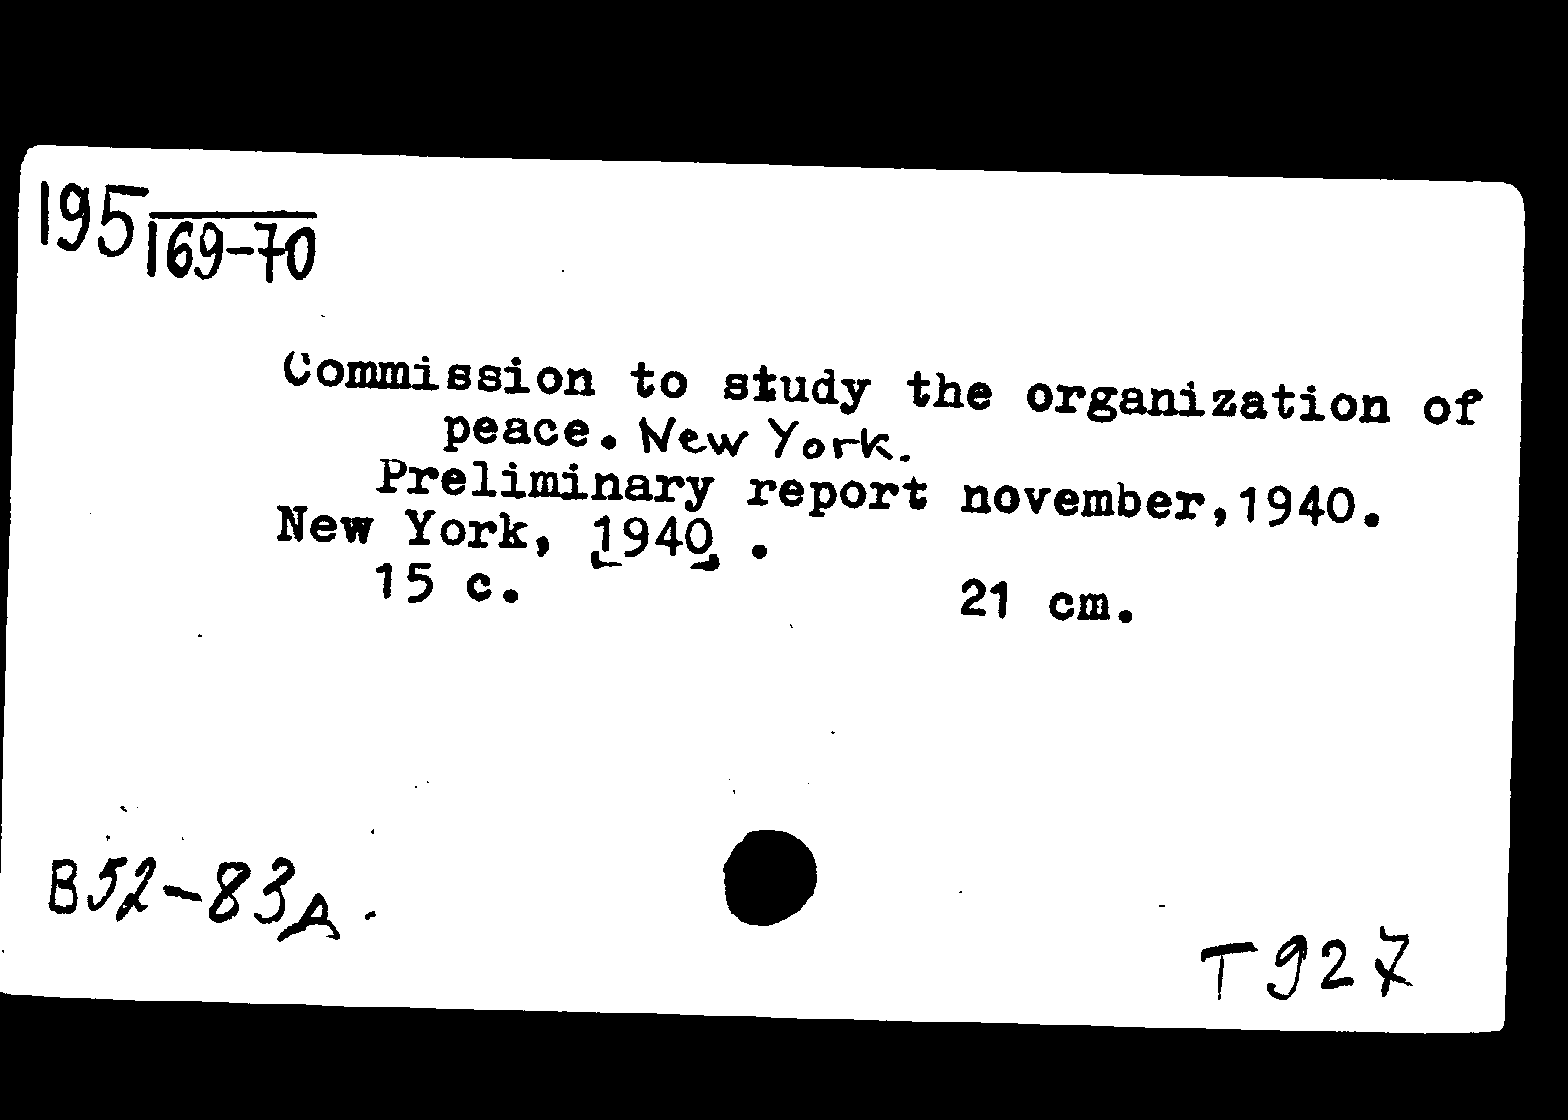 195 169-70
Commission to study the organization of
peace. New York.
Preliminary report november,1940.
New York, [1940].
15 c. 21 cm.
B52-83A.
T927